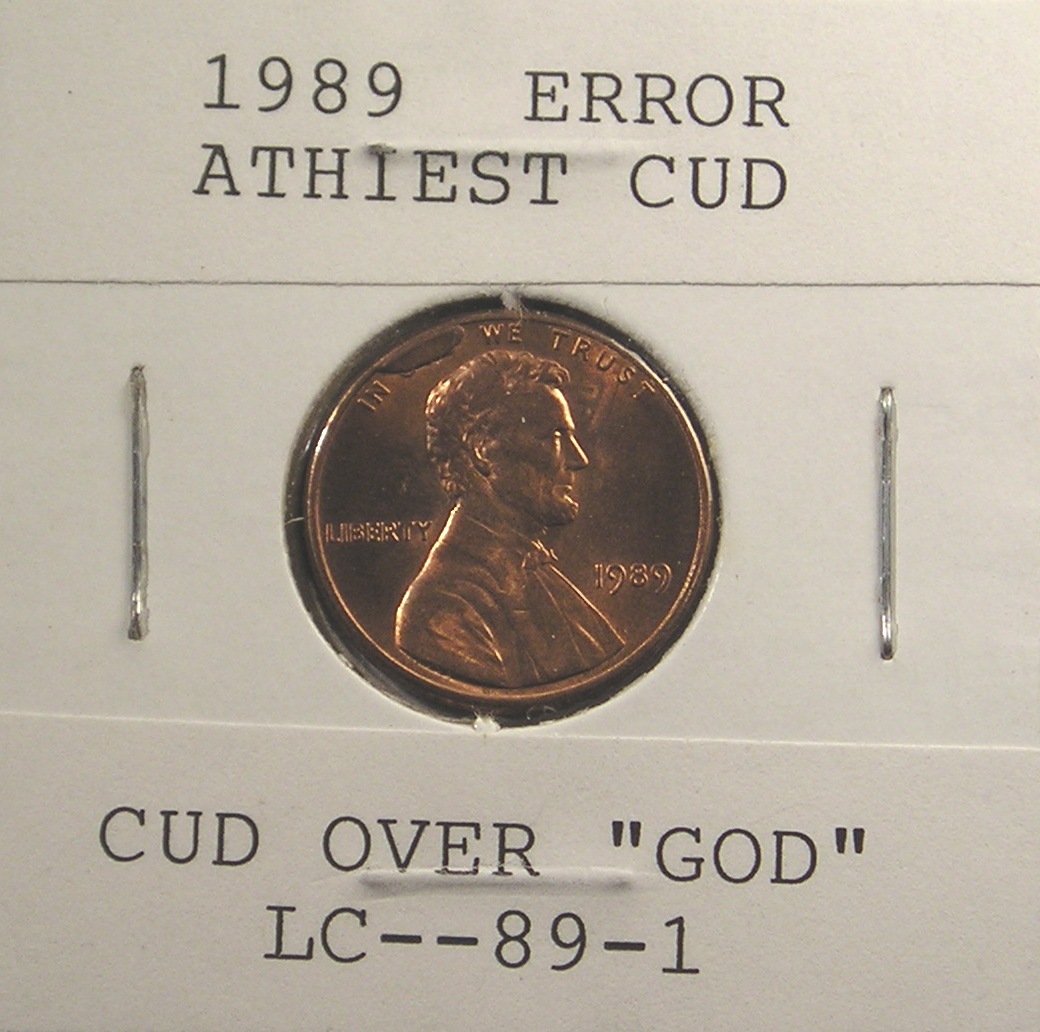 1989 ERROR
ATHIEST CUD
IN WE TRUST
LIBERTY
1989
CUD OVER "GOD"
LC--89-1